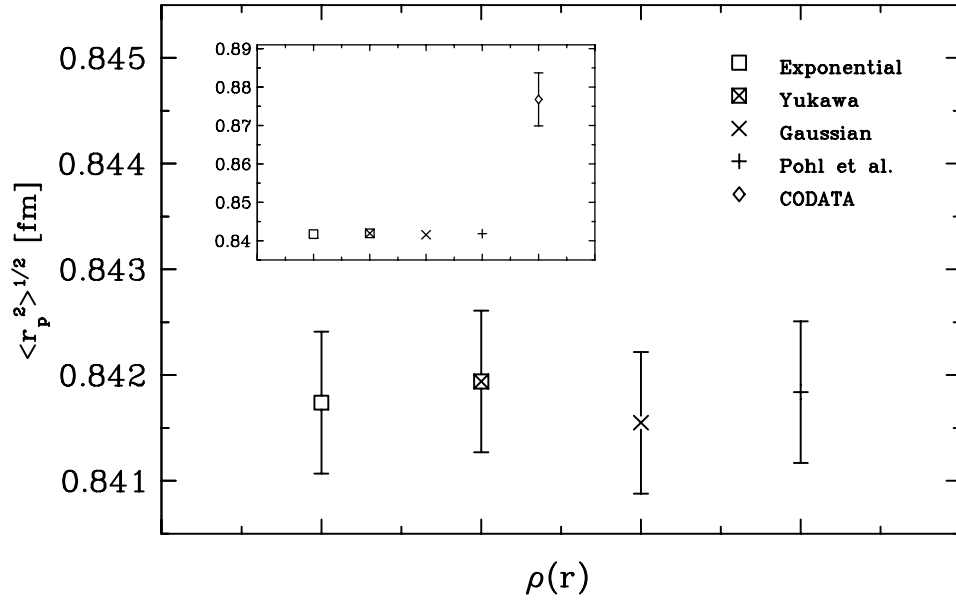 0.845
0.844
0.843
0.842
0.841
<r_p^2>^1/2 [fm]
0.89
0.88
0.87
0.86
0.85
0.84
Exponential
Yukawa
Gaussian
Pohl et al.
CODATA
ρ(r)